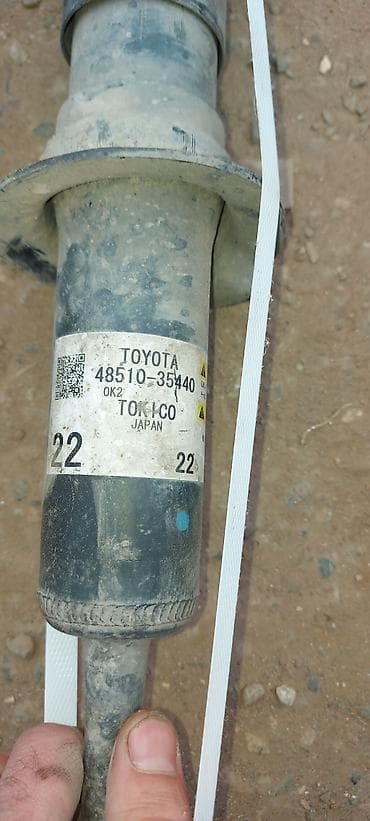 TOYOTA
48510-35440
0K2
TOKICO
JAPAN
22
22